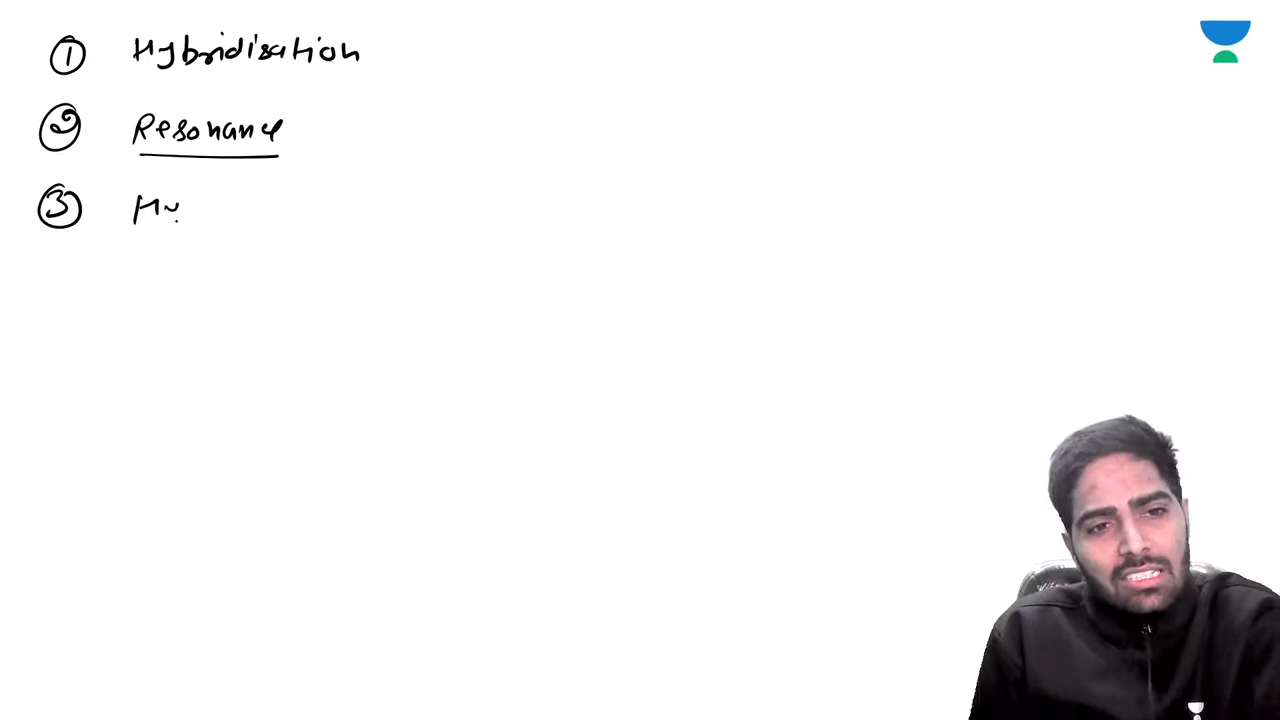 ① Hybridisation
② Resonance
③ H